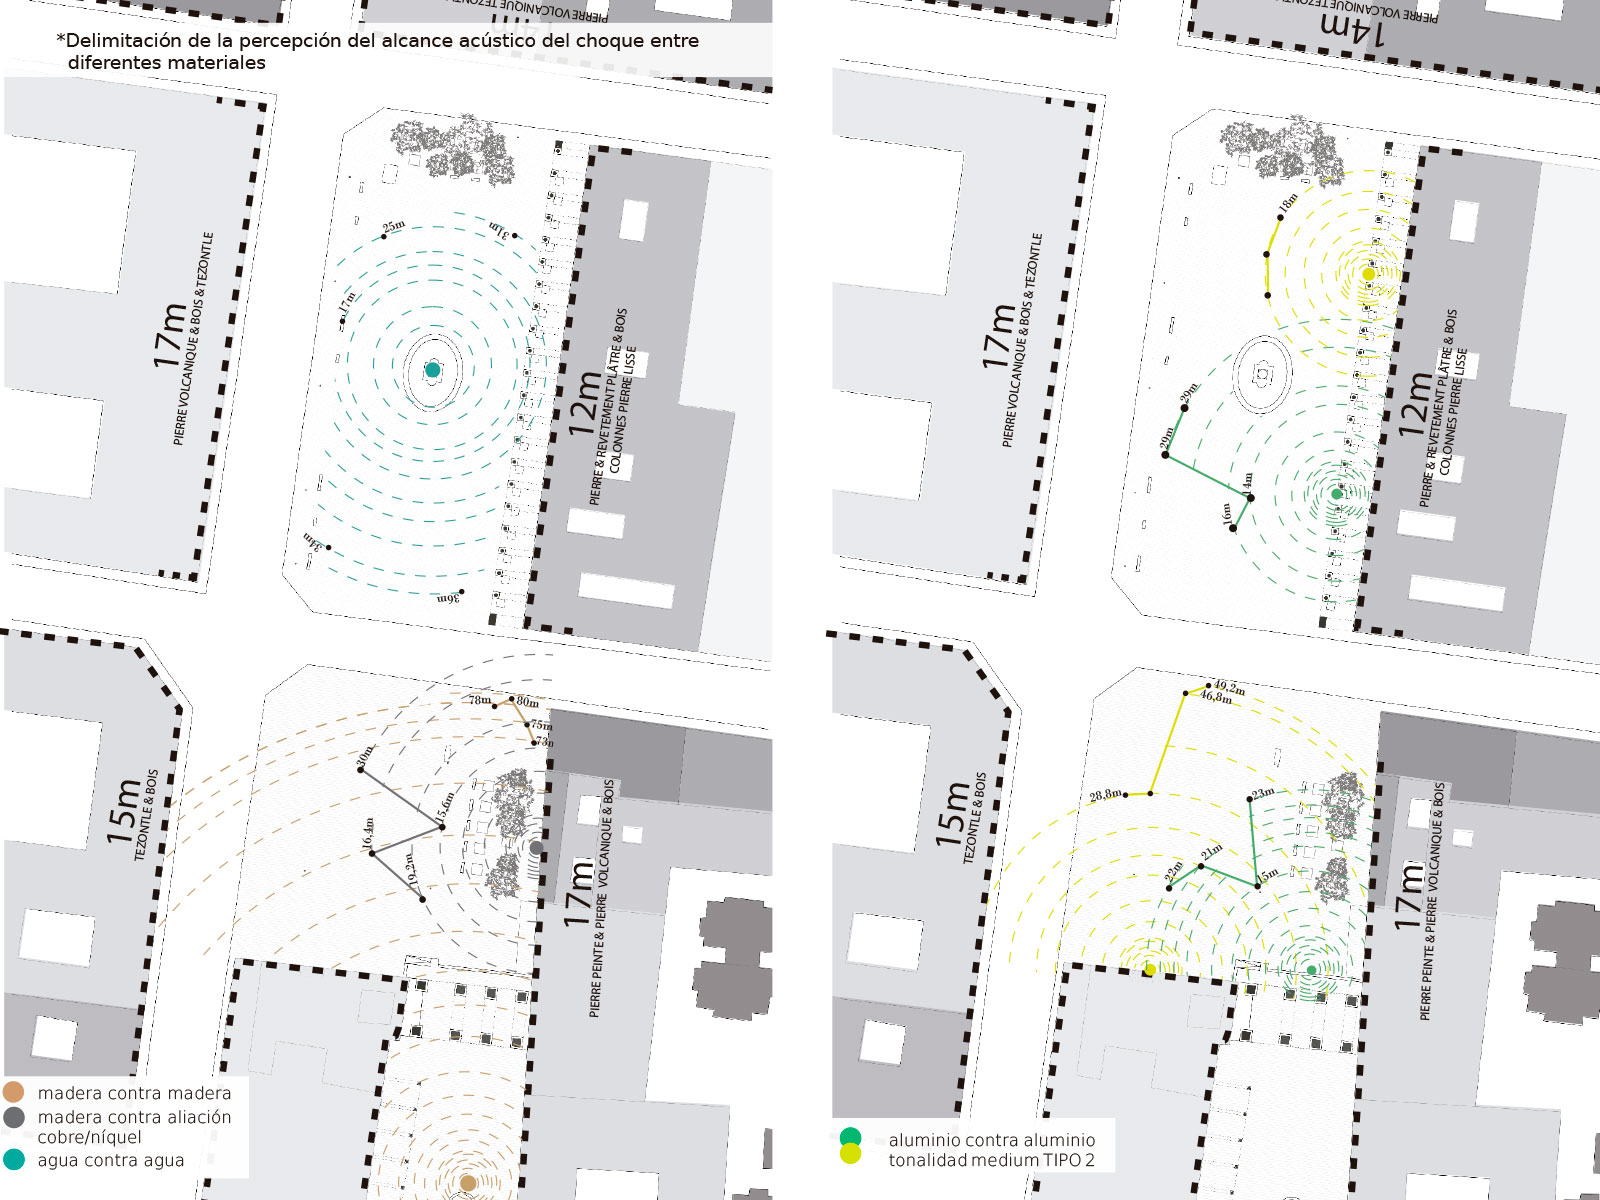 *Delimitación de la percepción del alcance acústico del choque entre
diferentes materiales
14m
PIERRE VOLCANIQUE TEZONT
25m
31m
17m
34m
36m
17m
PIERRE VOLCANIQUE & BOIS & TEZONTLE
12m
PIERRE & REVETEMENT PLÂTRE & BOIS
COLONNES PIERRE LISSE
78m
80m
75m
73m
30m
15,6m
16,4m
19,2m
15m
TEZONTLE & BOIS
17m
PIERRE PEINTE & PIERRE VOLCANIQUE & BOIS
madera contra madera
madera contra aliación
cobre/níquel
agua contra agua
14m
PIERRE VOLCANIQUE TEZONT
18m
29m
29m
14m
16m
17m
PIERRE VOLCANIQUE & BOIS & TEZONTLE
12m
PIERRE & REVETEMENT PLÂTRE & BOIS
COLONNES PIERRE LISSE
49,2m
46,8m
28,8m
23m
21m
22m
15m
15m
TEZONTLE & BOIS
17m
PIERRE PEINTE & PIERRE VOLCANIQUE & BOIS
aluminio contra aluminio
tonalidad medium TIPO 2